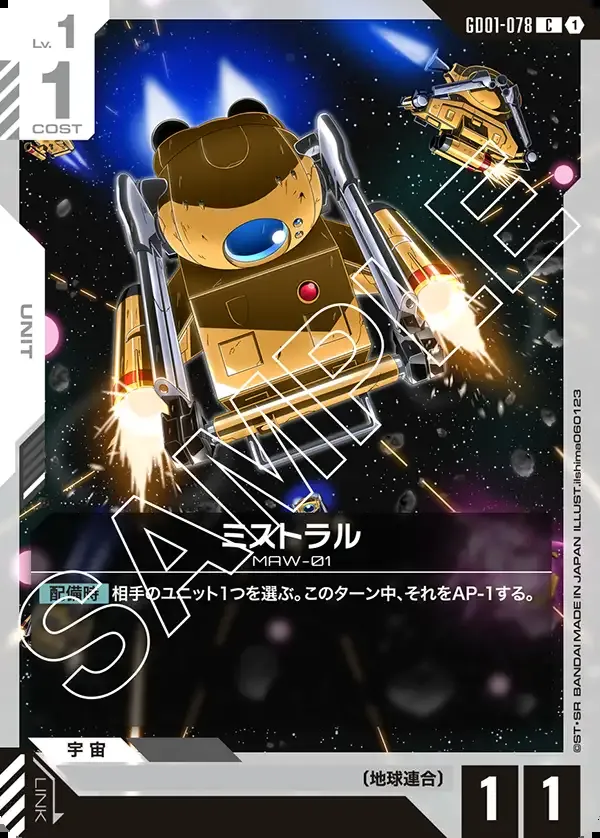 GD01-078 C 1
Lv. 1
1
COST
UNIT
SAMPLE
ミストラル
MAW-01
配備時 相手のユニット1つを選ぶ。このターン中、それをAP-1する。
©ST・SR BANDAI MADE IN JAPAN ILLUST.iIshima060123
宇宙
LINK
〔地球連合〕
1 1